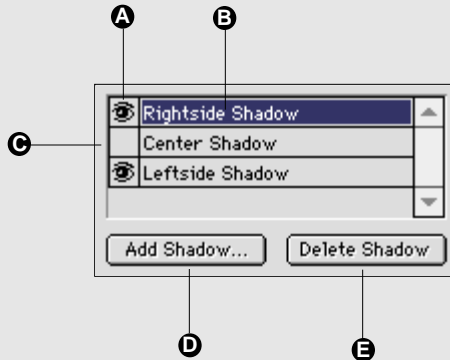 A B
Rightside Shadow
C Center Shadow
Leftside Shadow
Add Shadow... Delete Shadow
D E